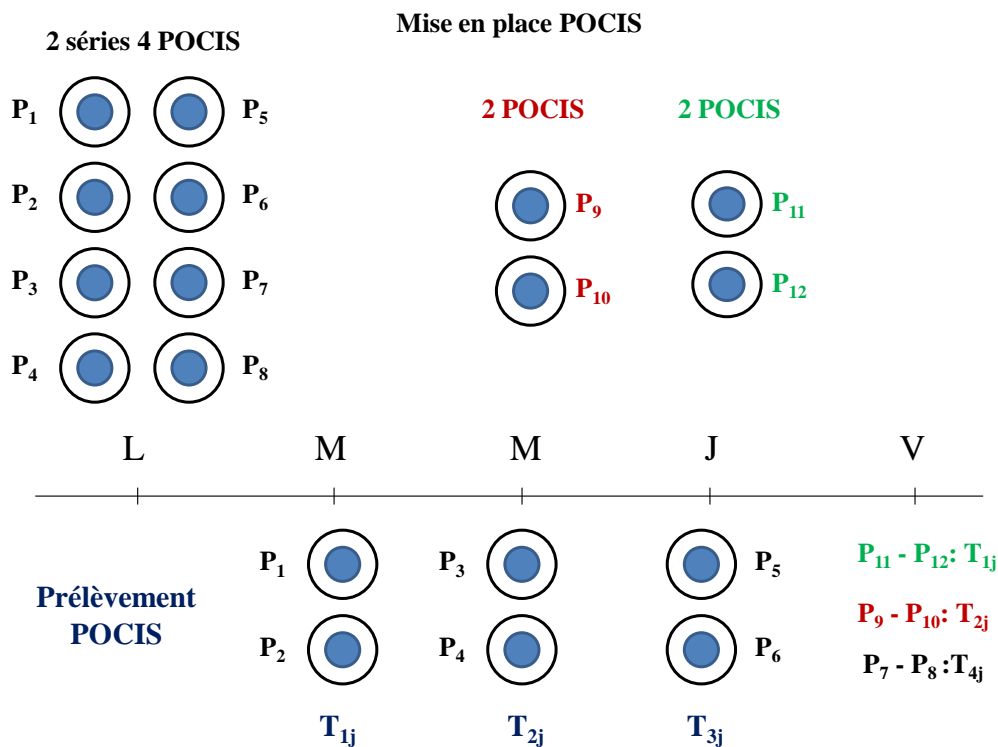 Mise en place POCIS
2 séries 4 POCIS
2 POCIS
2 POCIS
P1
P5
P2
P6
P9
P11
P3
P7
P10
P12
P4
P8
L
M
M
J
V
P1
P3
P5
P11 - P12: T1j
Prélèvement
POCIS
P9 - P10: T2j
P2
P4
P6
P7 - P8 :T4j
T1j
T2j
T3j